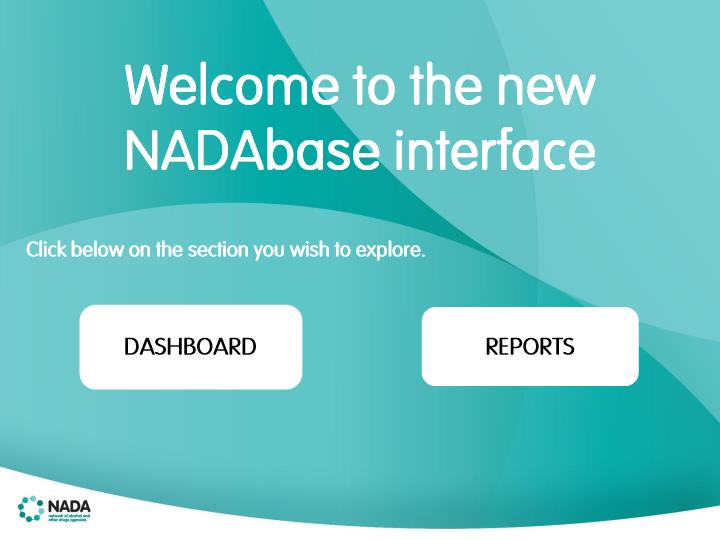 Welcome to the new
NADAbase interface
Click below on the section you wish to explore.
DASHBOARD
REPORTS
NADA
network of alcohol and
other drugs agencies